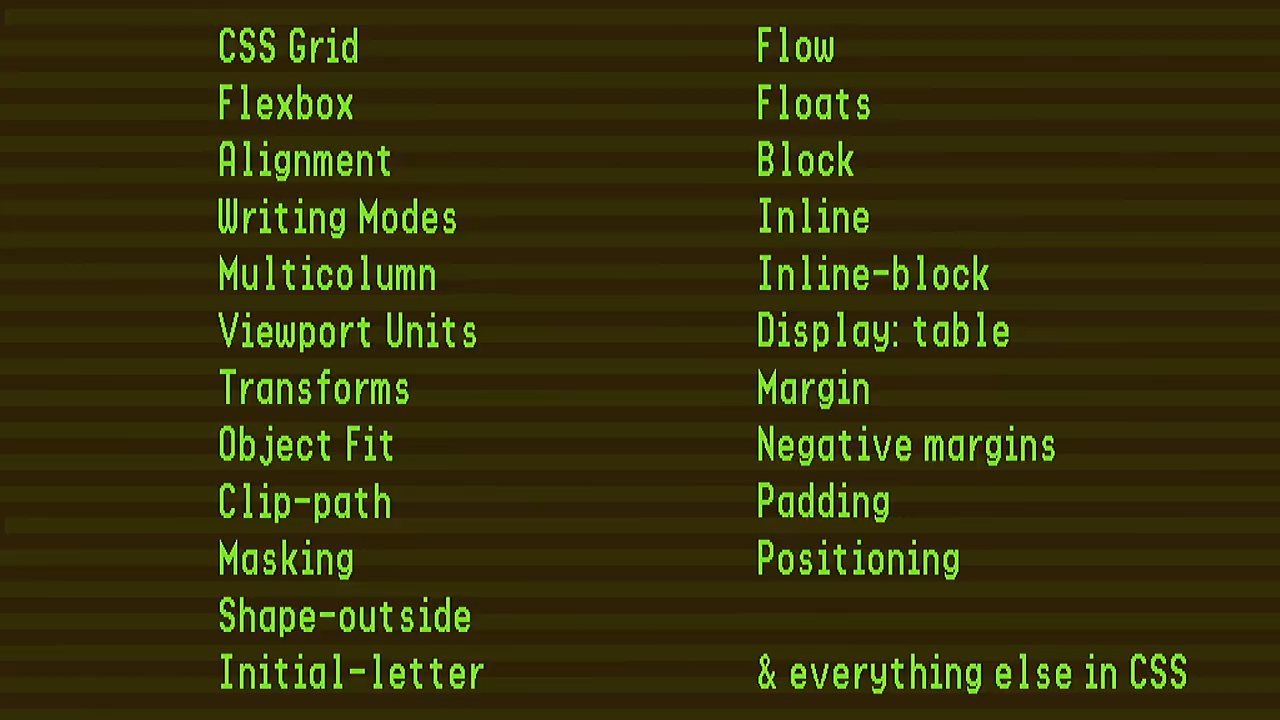 CSS Grid
Flexbox
Alignment
Writing Modes
Multicolumn
Viewport Units
Transforms
Object Fit
Clip-path
Masking
Shape-outside
Initial-letter
Flow
Floats
Block
Inline
Inline-block
Display: table
Margin
Negative margins
Padding
Positioning
& everything else in CSS